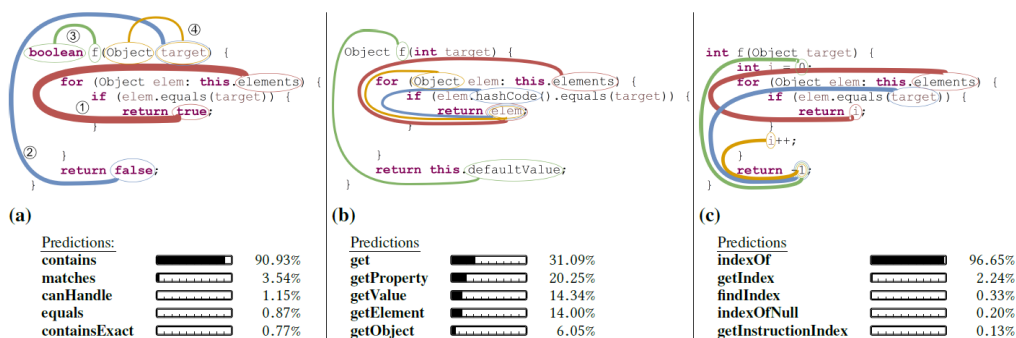 ③
④
boolean f(Object target) {
for (Object elem: this.elements) {
if (elem.equals(target)) {
①
return true;
}
②
}
return false;
}
(a)
Predictions:
contains 90.93%
matches 3.54%
canHandle 1.15%
equals 0.87%
containsExact 0.77%
Object f(int target) {
for (Object elem: this.elements) {
if (elem.hashCode().equals(target)) {
return elem;
}
}
return this.defaultValue;
}
(b)
Predictions
get 31.09%
getProperty 20.25%
getValue 14.34%
getElement 14.00%
getObject 6.05%
int f(Object target) {
int i = 0;
for (Object elem: this.elements) {
if (elem.equals(target)) {
return i;
}
i++;
}
return -1;
}
(c)
Predictions
indexOf 96.65%
getIndex 2.24%
findIndex 0.33%
indexOfNull 0.20%
getInstructionIndex 0.13%